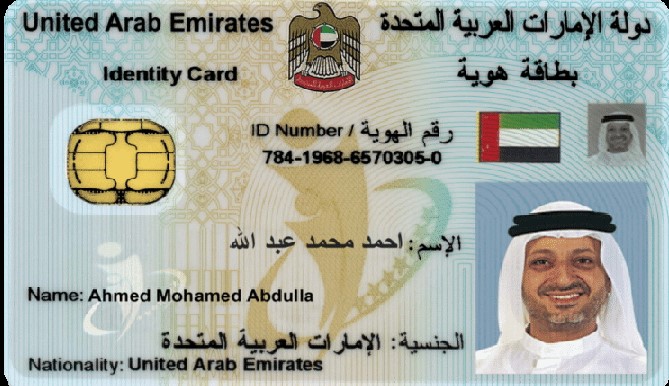 United Arab Emirates دولة الإمارات العربية المتحدة
Identity Card بطاقة هوية
ID Number / رقم الهوية
784-1968-6570305-0
الإسم: احمد محمد عبد الله
Name: Ahmed Mohamed Abdulla
الجنسية: الإمارات العربية المتحدة
Nationality: United Arab Emirates